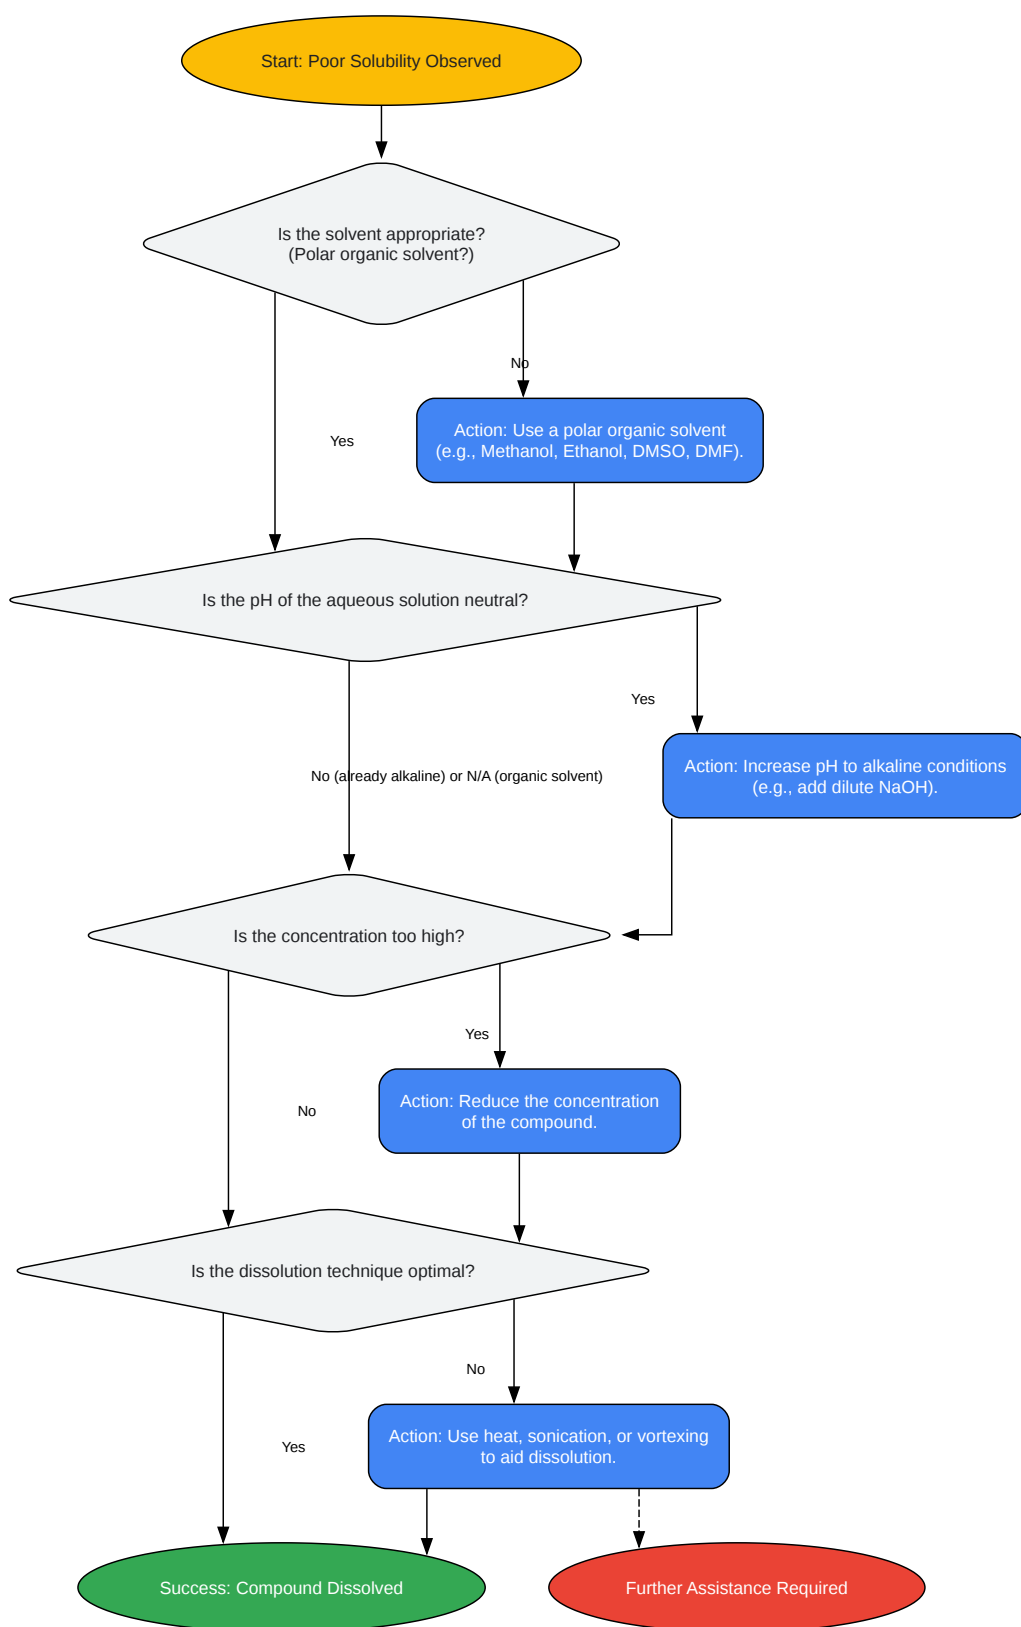 Start: Poor Solubility Observed
Is the solvent appropriate?
(Polar organic solvent?)
No
Action: Use a polar organic solvent
(e.g., Methanol, Ethanol, DMSO, DMF).
Yes
Is the pH of the aqueous solution neutral?
Yes
Action: Increase pH to alkaline conditions
(e.g., add dilute NaOH).
No (already alkaline) or N/A (organic solvent)
Is the concentration too high?
Yes
Action: Reduce the concentration
of the compound.
No
Is the dissolution technique optimal?
No
Action: Use heat, sonication, or vortexing
to aid dissolution.
Yes
Success: Compound Dissolved
Further Assistance Required